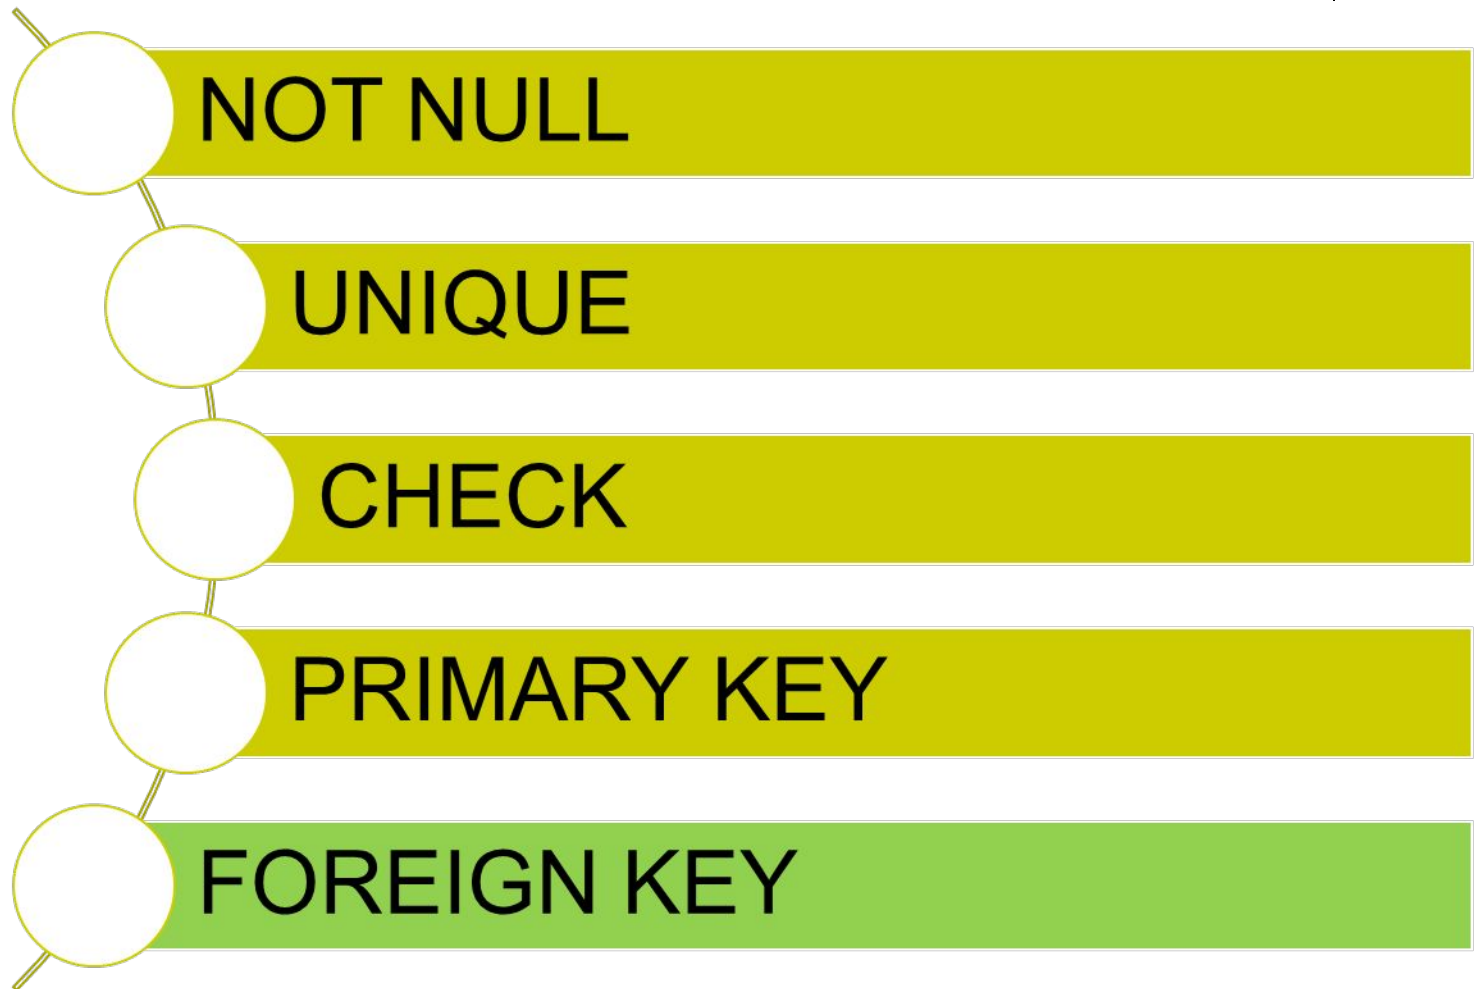 NOT NULL
UNIQUE
CHECK
PRIMARY KEY
FOREIGN KEY